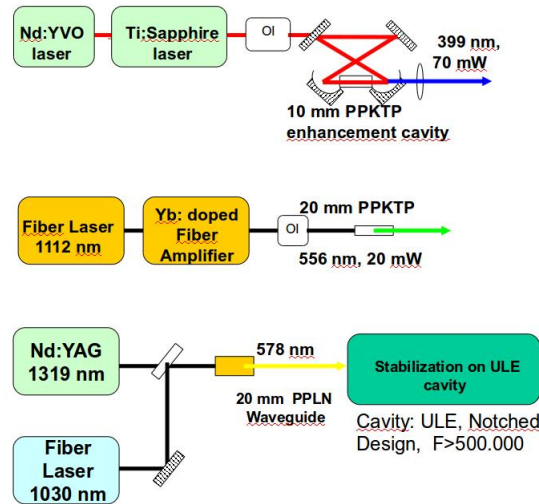 Nd:YVO
laser
Ti:Sapphire
laser
OI
399 nm,
70 mW
10 mm PPKTP
enhancement cavity
Fiber Laser
1112 nm
Yb: doped
Fiber
Amplifier
OI
20 mm PPKTP
556 nm, 20 mW
Nd:YAG
1319 nm
Fiber
Laser
1030 nm
578 nm
20 mm PPLN
Waveguide
Stabilization on ULE
cavity
Cavity: ULE, Notched
Design, F>500.000